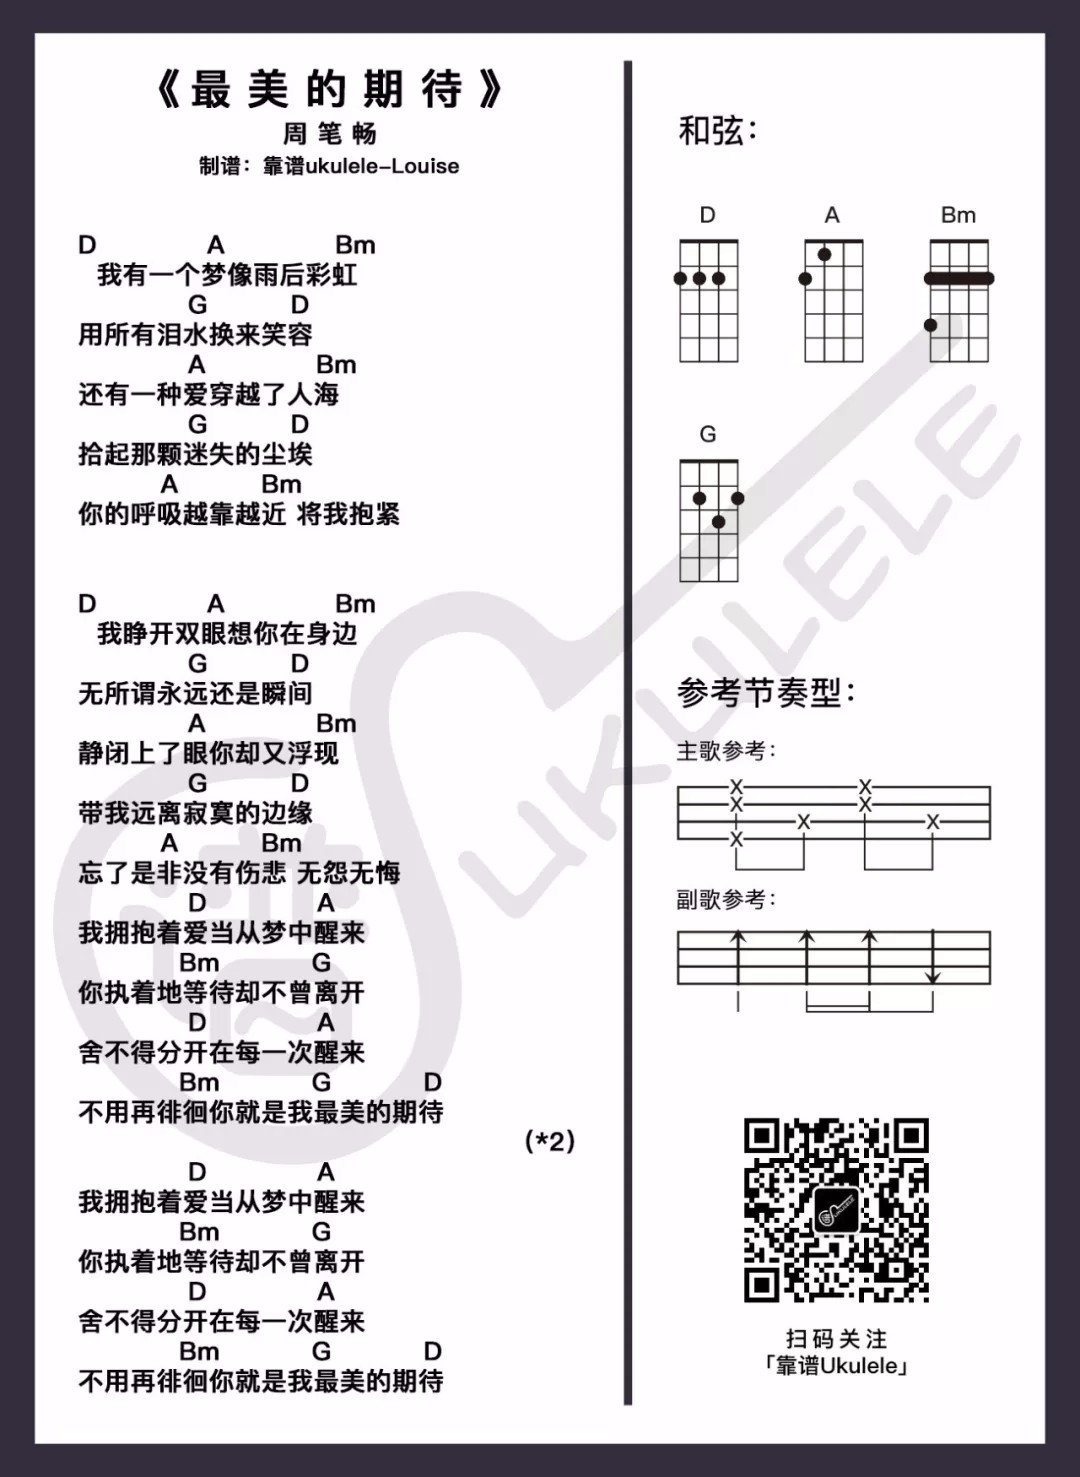 《最美的期待》
周笔畅
制谱：靠谱ukulele-Louise
D A Bm
我有一个梦像雨后彩虹
G D
用所有泪水换来笑容
A Bm
还有一种爱穿越了人海
G D
拾起那颗迷失的尘埃
A Bm
你的呼吸越靠越近 将我抱紧
D A Bm
我睁开双眼想你在身边
G D
无所谓永远还是瞬间
A Bm
静闭上了眼你却又浮现
G D
带我远离寂寞的边缘
A Bm
忘了是非没有伤悲 无怨无悔
D A
我拥抱着爱当从梦中醒来
Bm G
你执着地等待却不曾离开
D A
舍不得分开在每一次醒来
Bm G D
不用再徘徊你就是我最美的期待
(*2)
D A
我拥抱着爱当从梦中醒来
Bm G
你执着地等待却不曾离开
D A
舍不得分开在每一次醒来
Bm G D
不用再徘徊你就是我最美的期待
和弦：
D A Bm
G
参考节奏型：
主歌参考：
X X
X X
X X
X
副歌参考：
扫码关注
「靠谱Ukulele」
谱
UKULELE